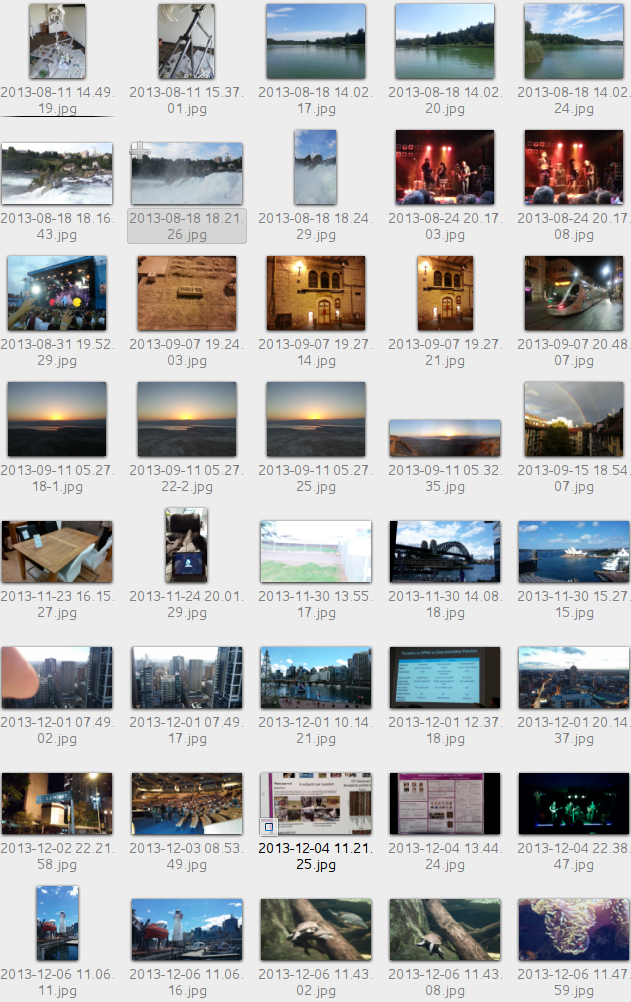 2013-08-11 14.49.
19.jpg
2013-08-11 15.37.
01.jpg
2013-08-18 14.02.
17.jpg
2013-08-18 14.02.
20.jpg
2013-08-18 14.02.
24.jpg
2013-08-18 18.16.
43.jpg
2013-08-18 18.21.
26.jpg
2013-08-18 18.24.
29.jpg
2013-08-24 20.17.
03.jpg
2013-08-24 20.17.
08.jpg
2013-08-31 19.52.
29.jpg
2013-09-07 19.24.
03.jpg
2013-09-07 19.27.
14.jpg
2013-09-07 19.27.
21.jpg
2013-09-07 20.48.
07.jpg
2013-09-11 05.27.
18-1.jpg
2013-09-11 05.27.
22-2.jpg
2013-09-11 05.27.
25.jpg
2013-09-11 05.32.
35.jpg
2013-09-15 18.54.
07.jpg
2013-11-23 16.15.
27.jpg
2013-11-24 20.01.
29.jpg
2013-11-30 13.55.
17.jpg
2013-11-30 14.08.
18.jpg
2013-11-30 15.27.
15.jpg
2013-12-01 07.49.
02.jpg
2013-12-01 07.49.
17.jpg
2013-12-01 10.14.
21.jpg
2013-12-01 12.37.
18.jpg
2013-12-01 20.14.
37.jpg
2013-12-02 22.21.
58.jpg
2013-12-03 08.53.
49.jpg
2013-12-04 11.21.
25.jpg
2013-12-04 13.44.
24.jpg
2013-12-04 22.38.
47.jpg
2013-12-06 11.06.
11.jpg
2013-12-06 11.06.
16.jpg
2013-12-06 11.43.
02.jpg
2013-12-06 11.43.
08.jpg
2013-12-06 11.47.
59.jpg